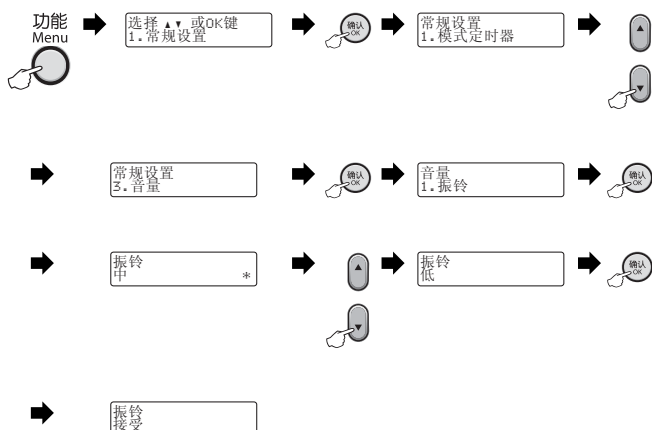 功能
Menu
选择 ▲▼ 或OK键
1.常规设置
确认
OK
常规设置
1.模式定时器
常规设置
3.音量
确认
OK
音量
1.振铃
确认
OK
振铃
中 *
振铃
低
确认
OK
振铃
接受